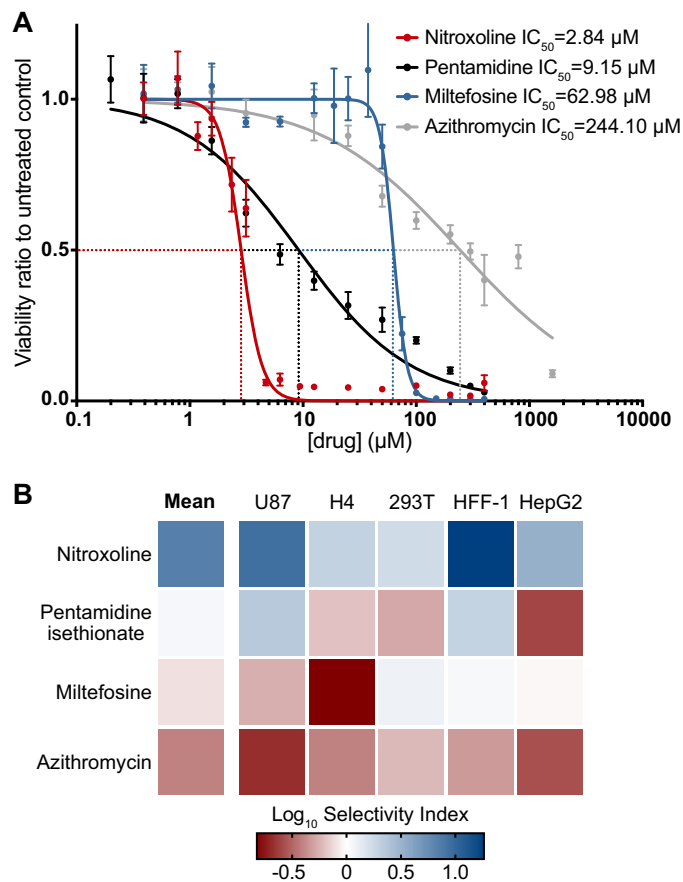 A
Viability ratio to untreated control
1.0
0.5
0.0
Nitroxoline IC50=2.84 µM
Pentamidine IC50=9.15 µM
Miltefosine IC50=62.98 µM
Azithromycin IC50=244.10 µM
0.1 1 10 100 1000 10000
[drug] (µM)
B
Mean U87 H4 293T HFF-1 HepG2
Nitroxoline
Pentamidine
isethionate
Miltefosine
Azithromycin
Log10 Selectivity Index
-0.5 0 0.5 1.0